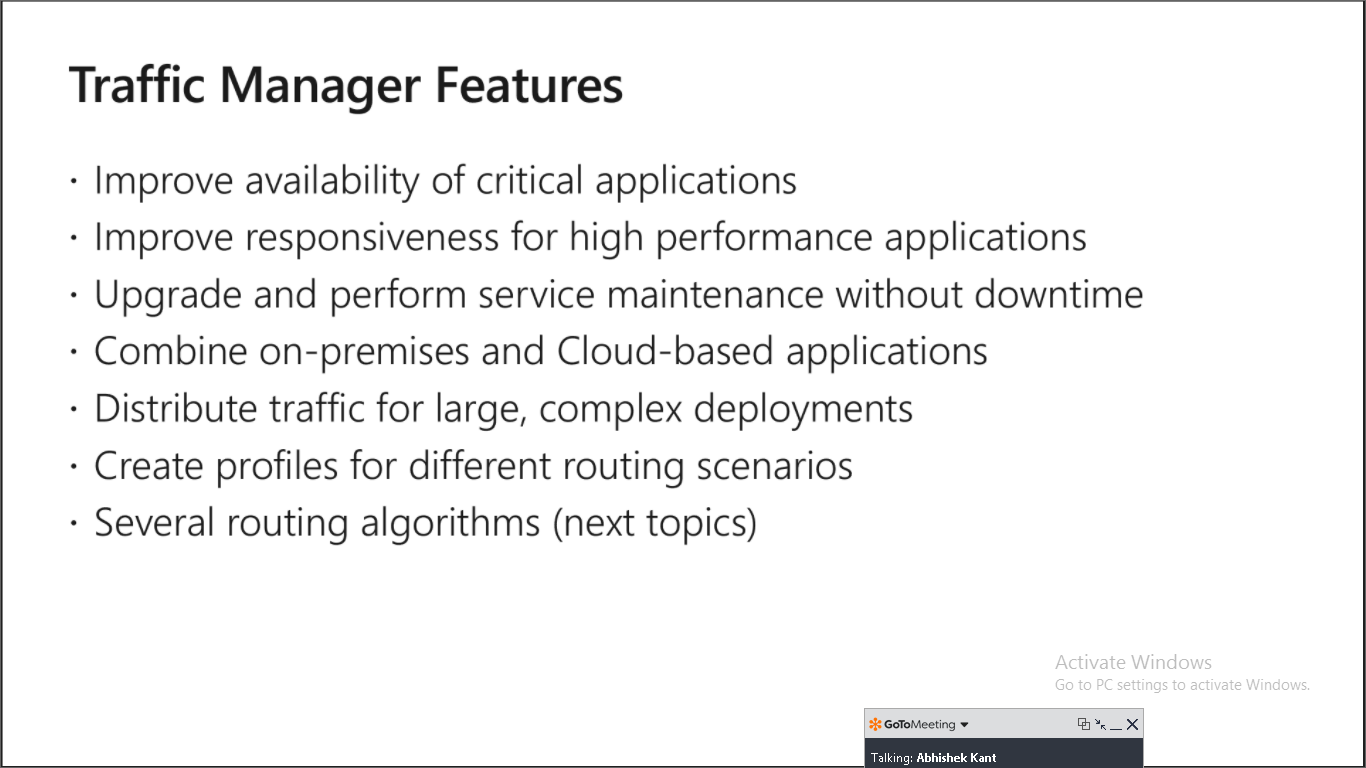 Traffic Manager Features
· Improve availability of critical applications
· Improve responsiveness for high performance applications
· Upgrade and perform service maintenance without downtime
· Combine on-premises and Cloud-based applications
· Distribute traffic for large, complex deployments
· Create profiles for different routing scenarios
· Several routing algorithms (next topics)
Activate Windows
Go to PC settings to activate Windows.
GoToMeeting
Talking: Abhishek Kant